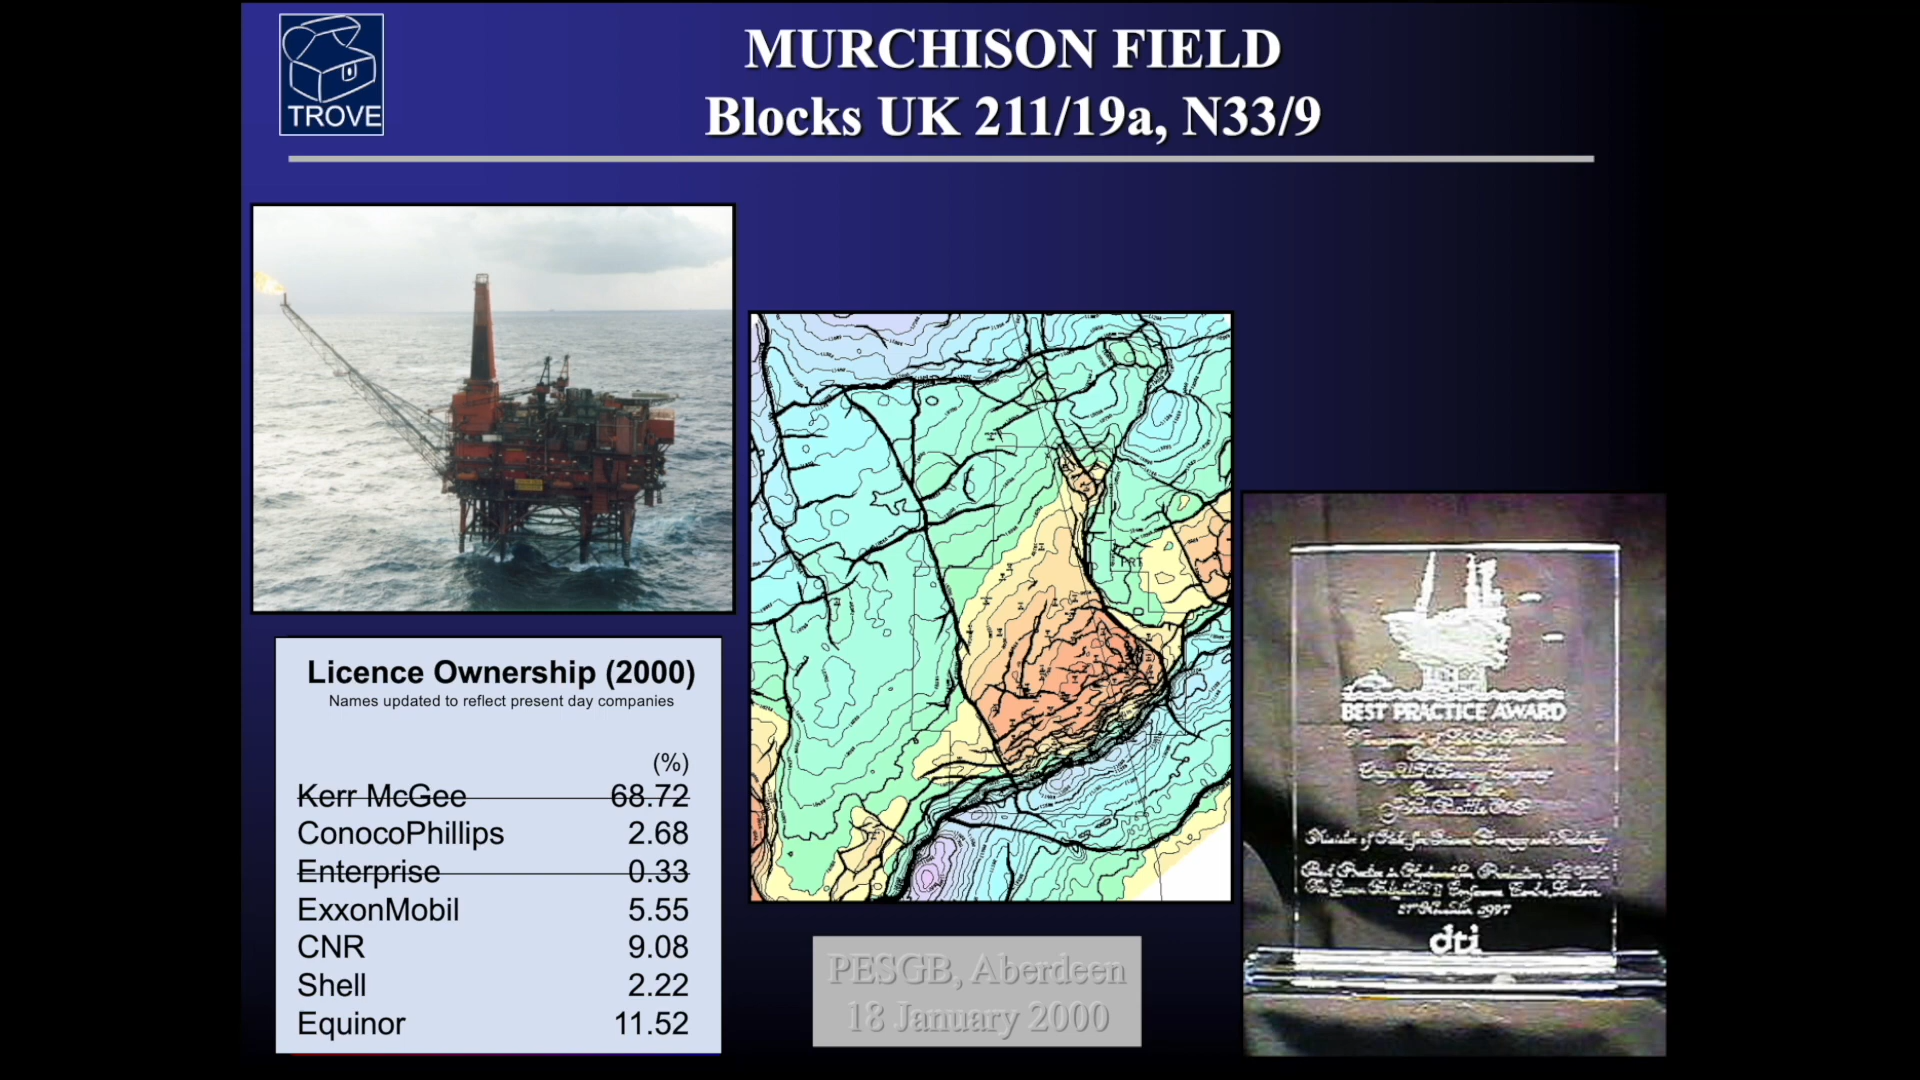 TROVE
MURCHISON FIELD
Blocks UK 211/19a, N33/9
Licence Ownership (2000)
Names updated to reflect present day companies
(%)
Kerr McGee 68.72
ConocoPhillips 2.68
Enterprise 0.33
ExxonMobil 5.55
CNR 9.08
Shell 2.22
Equinor 11.52
PESGB, Aberdeen
18 January 2000
BEST PRACTICE AWARD
1997
dti